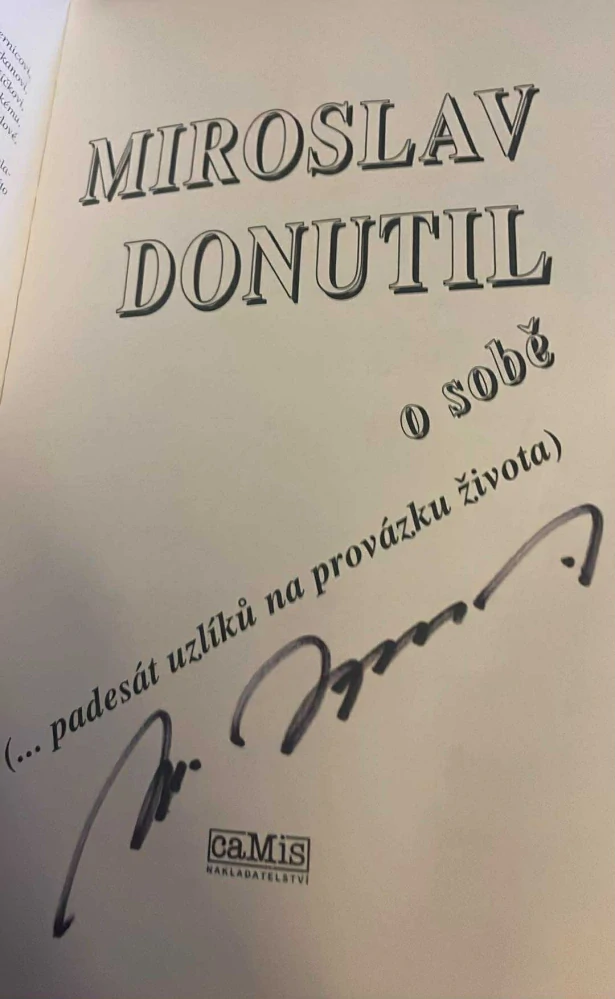 MIROSLAV
DONUTIL
o sobě
(... padesát uzlíků na provázku života)
caMis
NAKLADATELSTVÍ